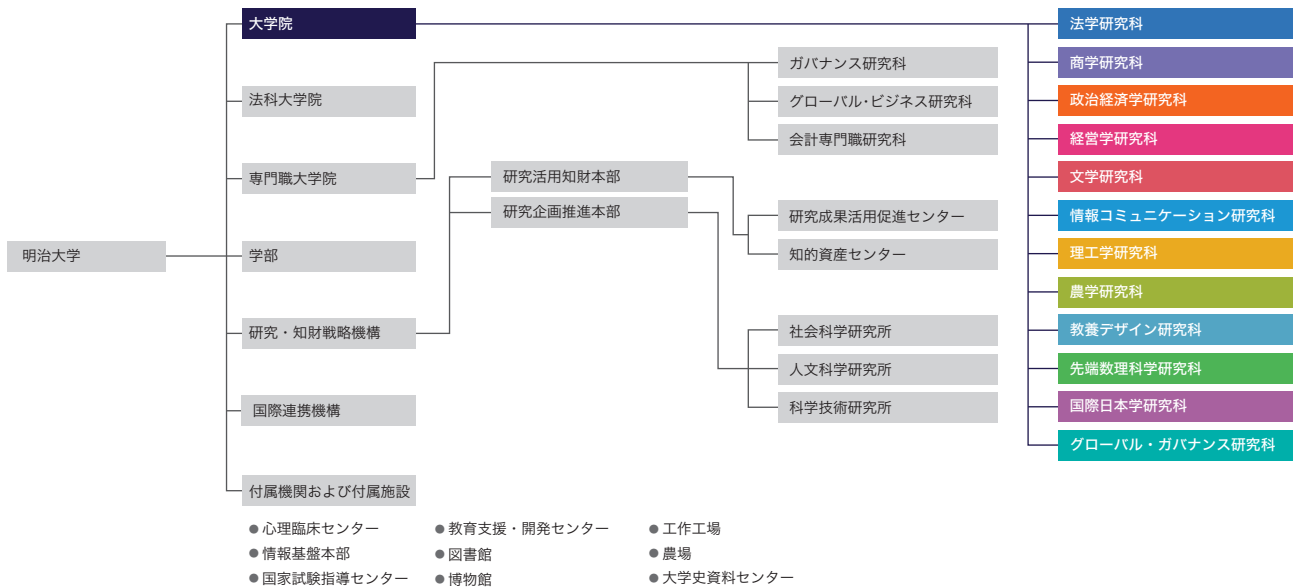 明治大学
大学院
法科大学院
専門職大学院
学部
研究・知財戦略機構
国際連携機構
付属機関および付属施設
●心理臨床センター
●情報基盤本部
●国家試験指導センター
●教育支援・開発センター
●図書館
●博物館
●工作工場
●農場
●大学史資料センター
研究活用知財本部
研究企画推進本部
ガバナンス研究科
グローバル・ビジネス研究科
会計専門職研究科
研究成果活用促進センター
知的資産センター
社会科学研究所
人文科学研究所
科学技術研究所
法学研究科
商学研究科
政治経済学研究科
経営学研究科
文学研究科
情報コミュニケーション研究科
理工学研究科
農学研究科
教養デザイン研究科
先端数理科学研究科
国際日本学研究科
グローバル・ガバナンス研究科